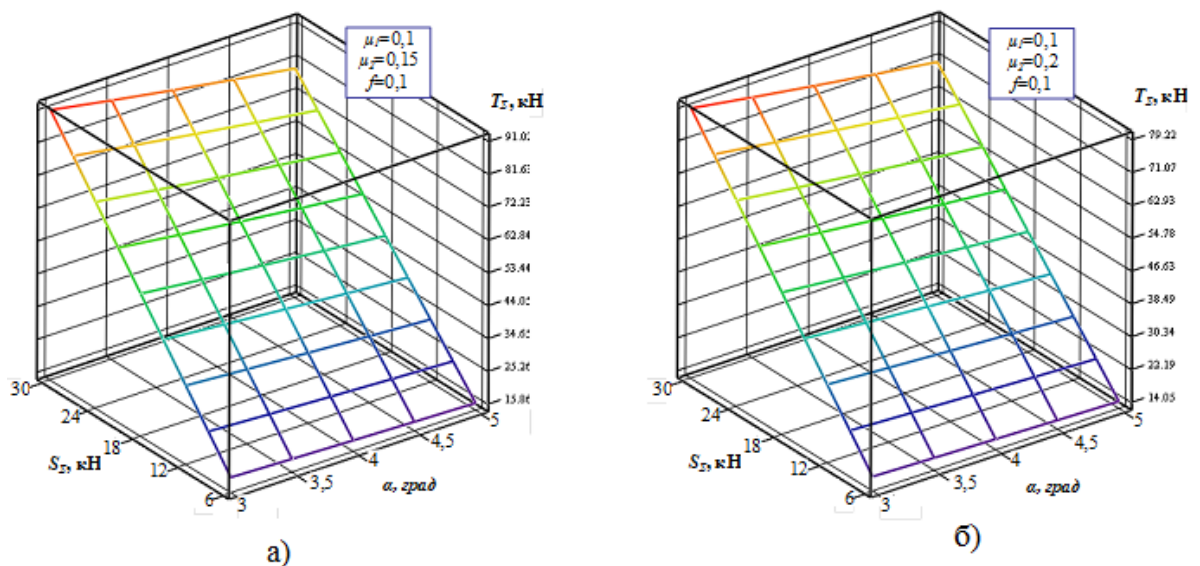 μ₁=0,1
μ₂=0,15
f=0,1
T_Σ, кН
91.02
81.63
72.23
62.84
53.44
44.05
34.65
25.26
15.86
30
24
18
12
6
S_Σ, кН
3
3,5
4
4,5
5
α, град
а)
μ₁=0,1
μ₂=0,2
f=0,1
T_Σ, кН
79.22
71.07
62.93
54.78
46.63
38.49
30.34
22.19
14.05
30
24
18
12
6
S_Σ, кН
3
3,5
4
4,5
5
α, град
б)